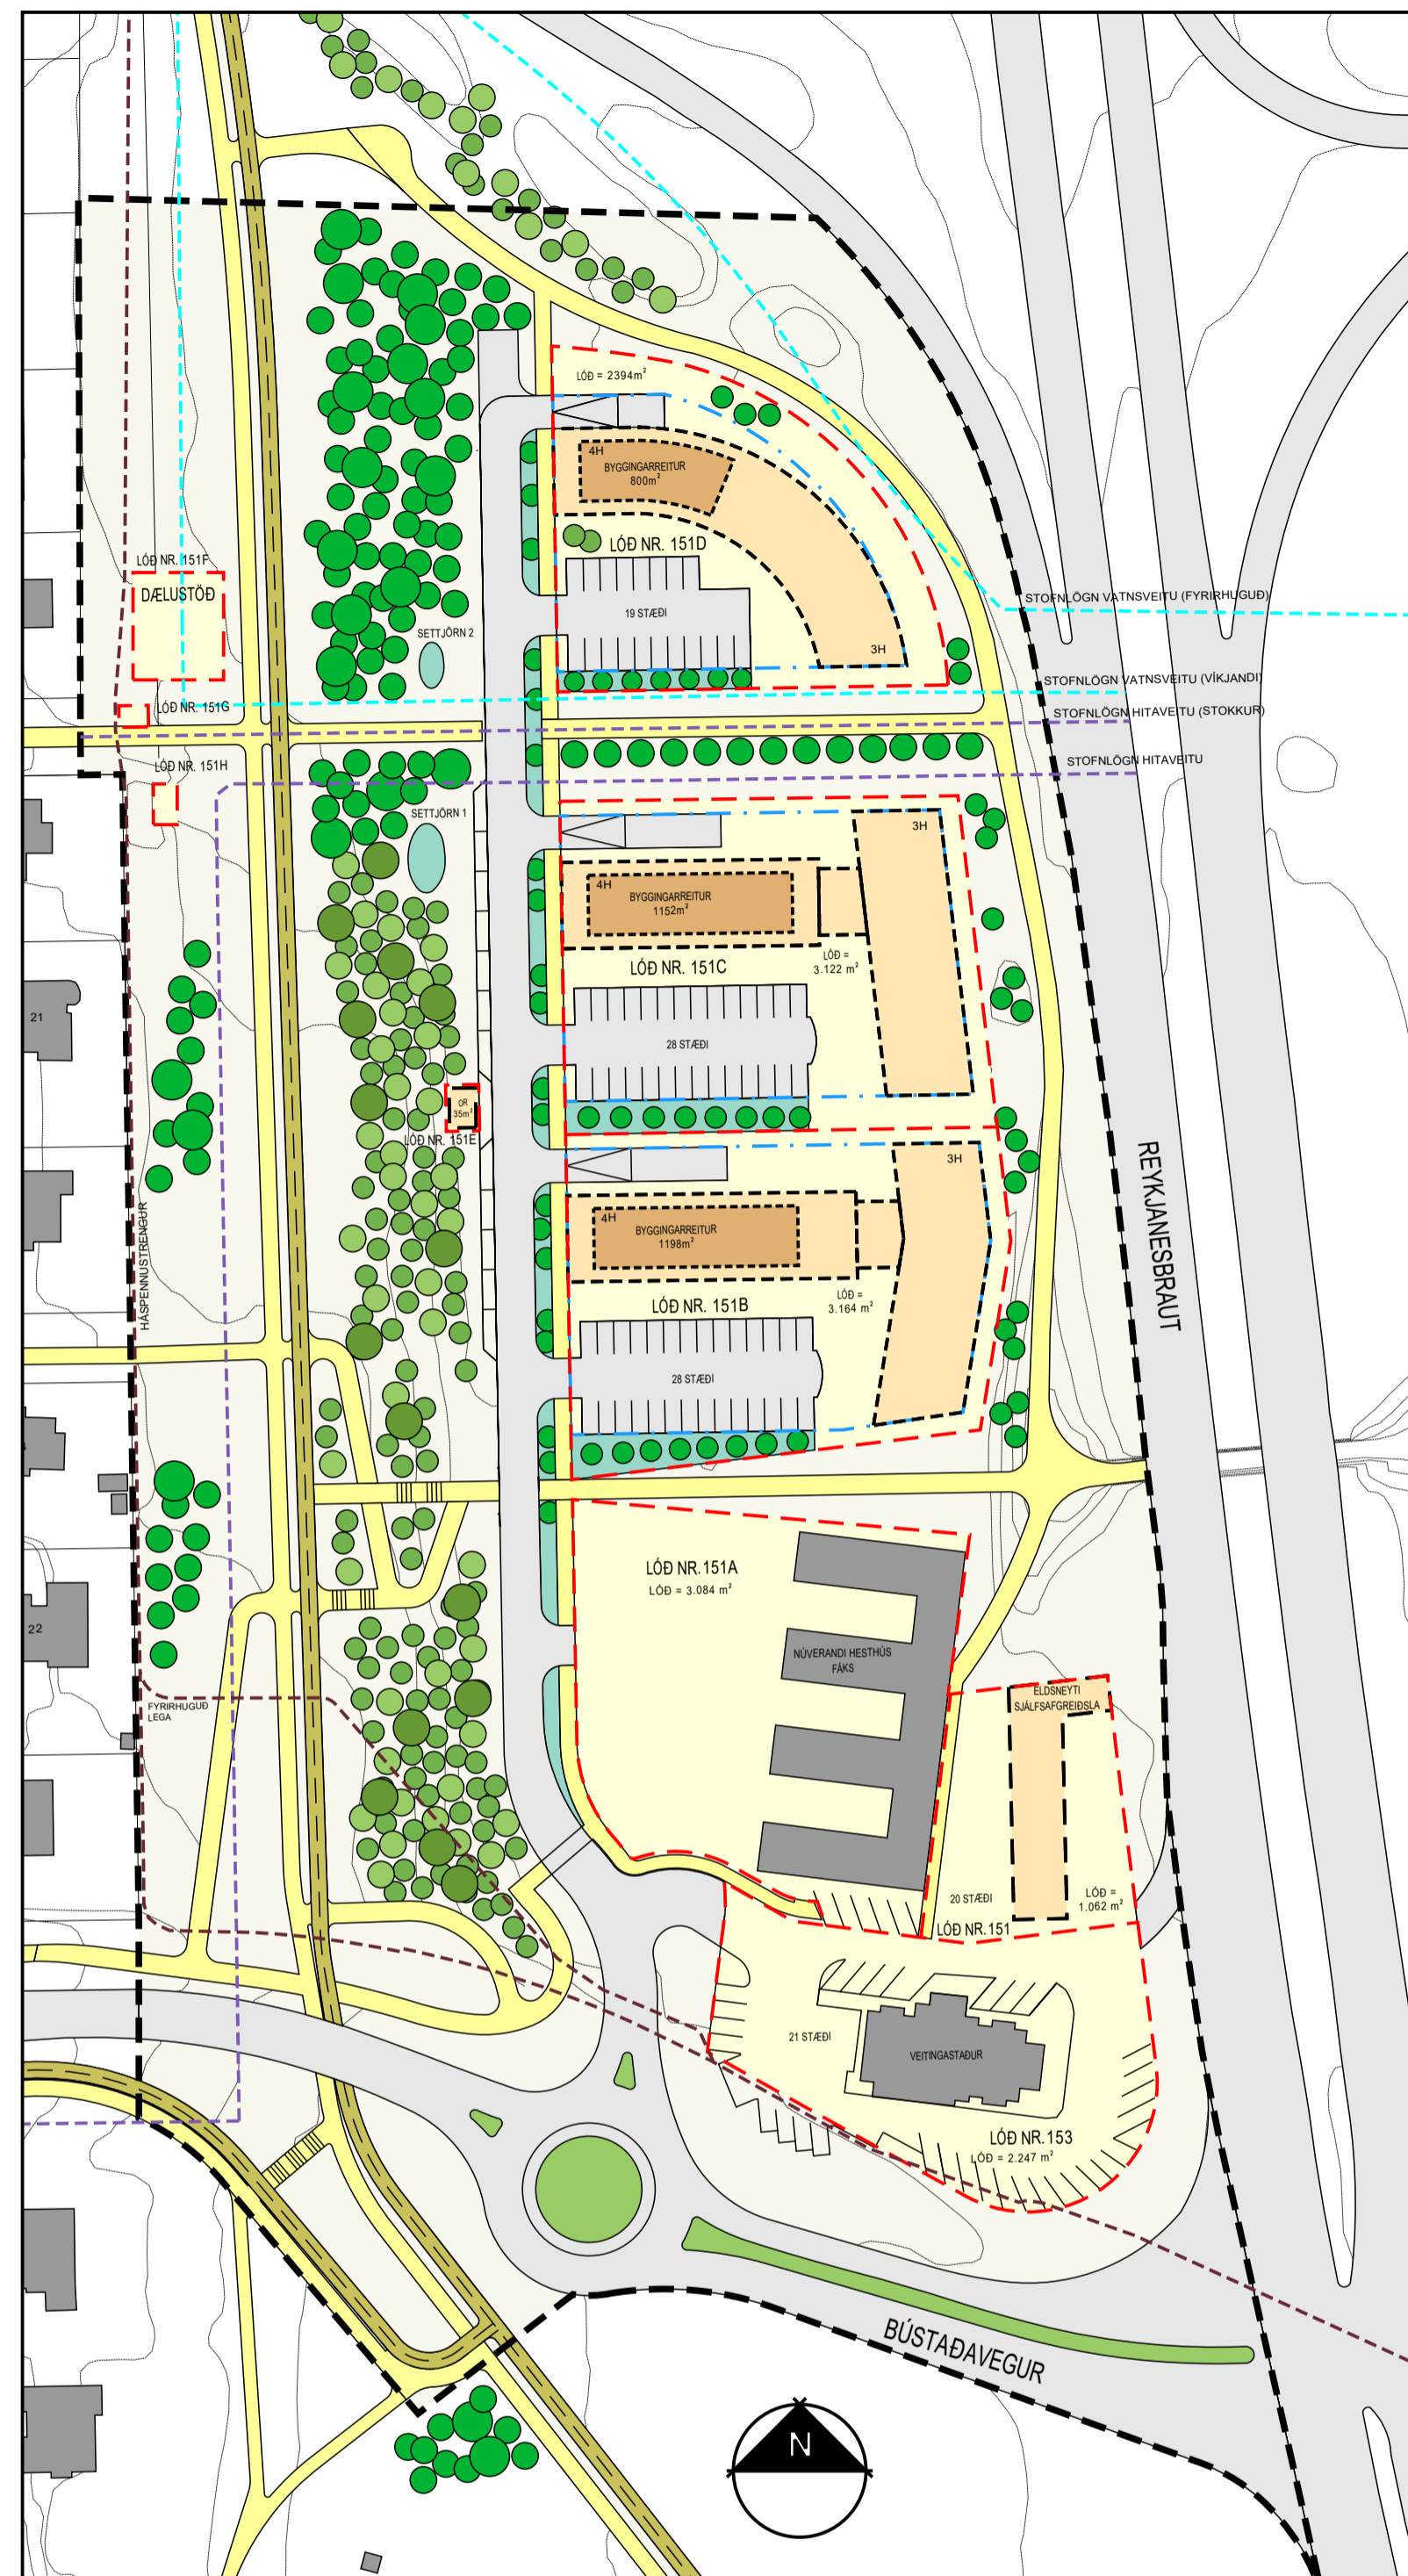 LÓÐ = 2394m²
4H
BYGGINGARREITUR
800m²
LÓÐ NR. 151D
LÓÐ NR. 151F
DÆLUSTÖÐ
STOFNLÖGN VATNSVEITU (FYRIRHUGUÐ)
19 STÆÐI
SETTJÖRN 2
3H
STOFNLÖGN VATNSVEITU (VÍKJANDI)
LÓÐ NR. 151G
STOFNLÖGN HITAVEITU (STOKKUR)
LÓÐ NR. 151H
STOFNLÖGN HITAVEITU
SETTJÖRN 1
3H
4H
BYGGINGARREITUR
1152m²
LÓÐ NR. 151C
LÓÐ =
3.122 m²
21
28 STÆÐI
OR
35m²
LÓÐ NR. 151E
3H
REYKJANESBRAUT
HÁSPENNUSTRENGUR
4H
BYGGINGARREITUR
1198m²
LÓÐ NR. 151B
LÓÐ =
3.164 m²
28 STÆÐI
LÓÐ NR.151A
LÓÐ = 3.084 m²
22
NÚVERANDI HESTHÚS
FÁKS
ELDSNEYTI
SJÁLFSAFGREIÐSLA
FYRIRHUGUÐ
LEGA
20 STÆÐI
LÓÐ =
1.062 m²
LÓÐ NR.151
21 STÆÐI
VEITINGASTAÐUR
LÓÐ NR.153
LÓÐ = 2.247 m²
BÚSTAÐAVEGUR
N